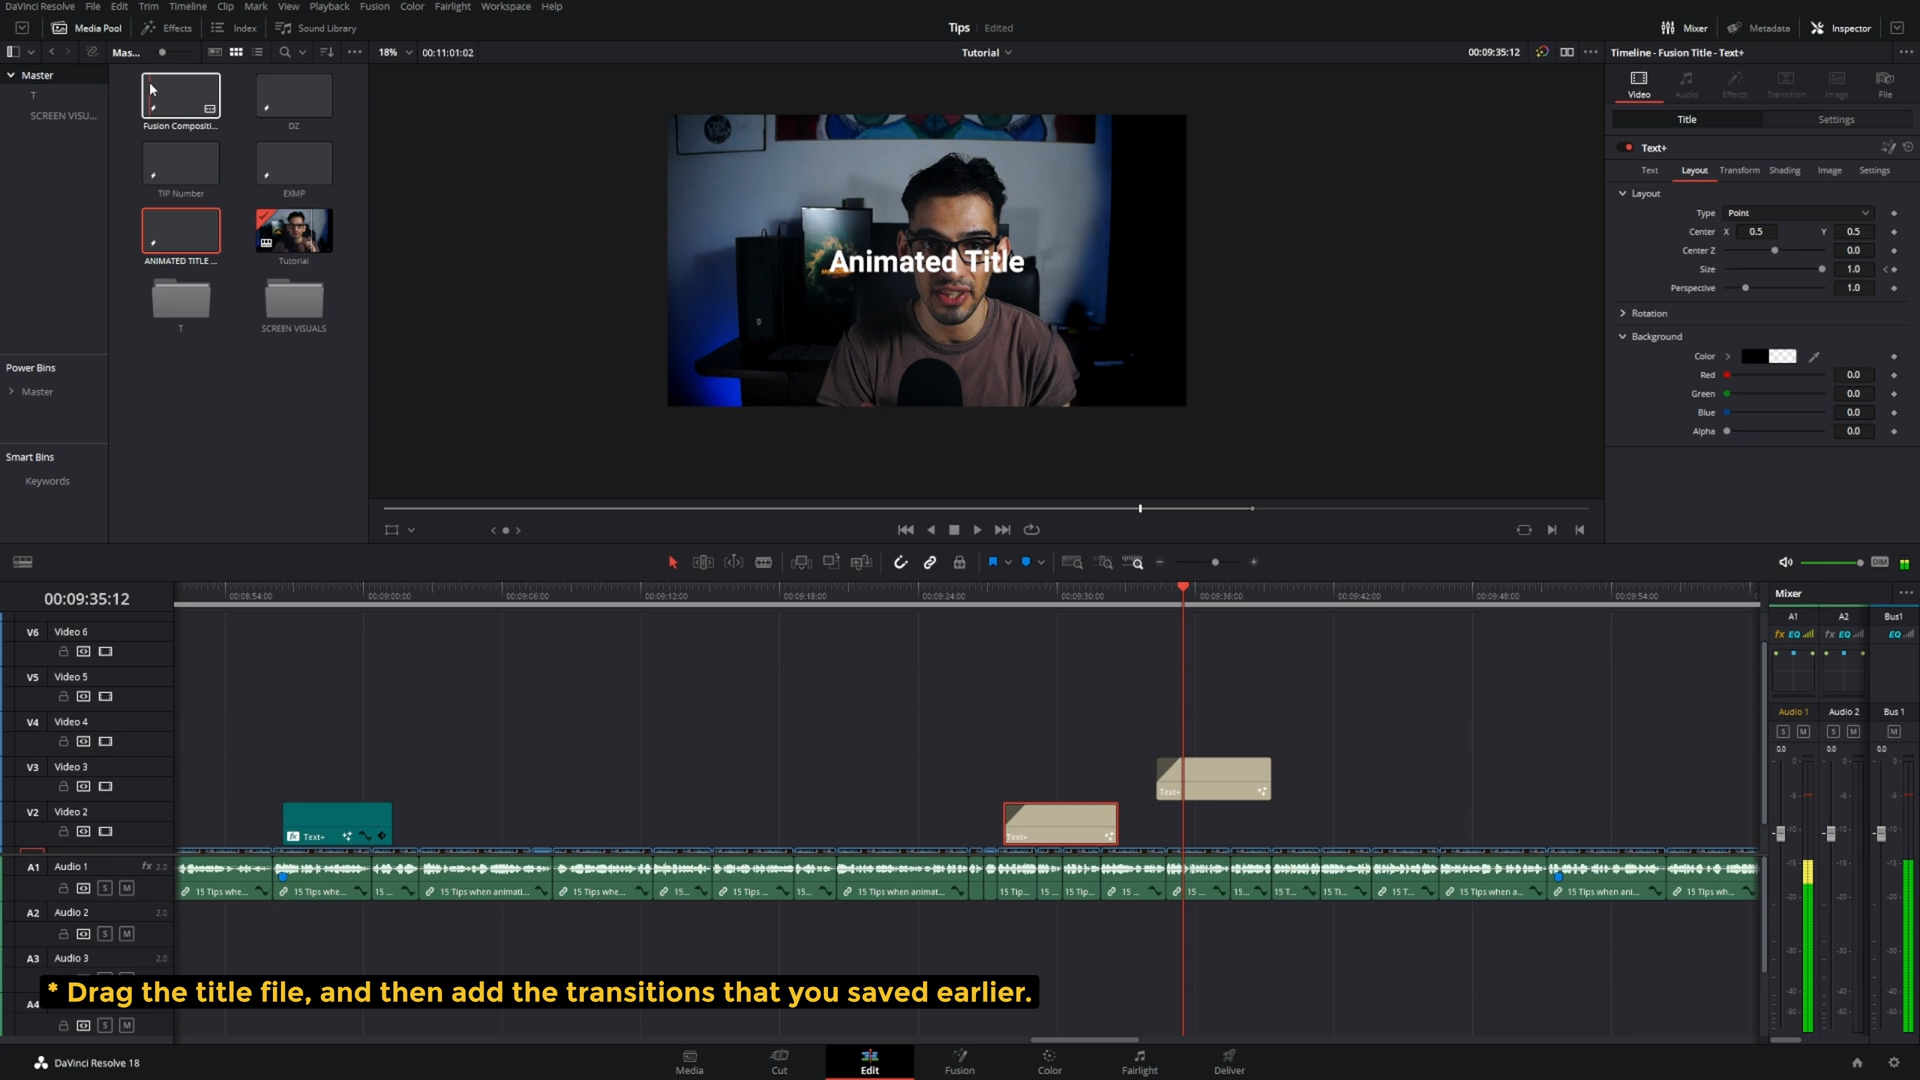 DaVinci Resolve File Edit Trim Timeline Clip Mark View Playback Fusion Color Fairlight Workspace Help
Media Pool Effects Index Sound Library Tips Edited Mixer Metadata Inspector
Mas... 18% 00:11:01:02 Tutorial 00:09:35:12 Timeline - Fusion Title - Text+
Master
T
SCREEN VISU...
Fusion Compositi... DZ
TIP Number EXMP
ANIMATED TITLE ... Tutorial
T SCREEN VISUALS
Power Bins
Master
Smart Bins
Keywords
Animated Title
Video Audio Effects Transition Image File
Title Settings
Text+
Text Layout Transform Shading Image Settings
Layout
Type Point
Center X 0.5 Y 0.5
Center Z 0.0
Size 1.0
Perspective 1.0
Rotation
Background
Color
Red 0.0
Green 0.0
Blue 0.0
Alpha 0.0
DIM
00:09:35:12
00:08:54:00 00:09:00:00 00:09:06:00 00:09:12:00 00:09:18:00 00:09:24:00 00:09:30:00 00:09:36:00 00:09:42:00 00:09:48:00 00:09:54:00
V6 Video 6
V5 Video 5
V4 Video 4
V3 Video 3
Text+
V2 Video 2
fx Text+
Text+
A1 Audio 1 fx 2.0
S M
15 Tips whe... 15 Tips whe... 15 ... 15 Tips when animati... 15 Tips whe... 15... 15 Tips ... 15... 15 Tips when animat... 15 Tip... 15 ... 15 Tip... 15 ... 15 ... 15... 15 T... 15 Ti... 15 T... 15 Tips when a... 15 Tips when ani... 15 Tips wh...
A2 Audio 2 2.0
S M
A3 Audio 3 2.0
A4
S M
* Drag the title file, and then add the transitions that you saved earlier.
Mixer
A1 A2 Bus1
fx EQ fx EQ EQ
Audio 1 Audio 2 Bus 1
S M S M M
0.0 0.0 0.0
DaVinci Resolve 18
Media Cut Edit Fusion Color Fairlight Deliver